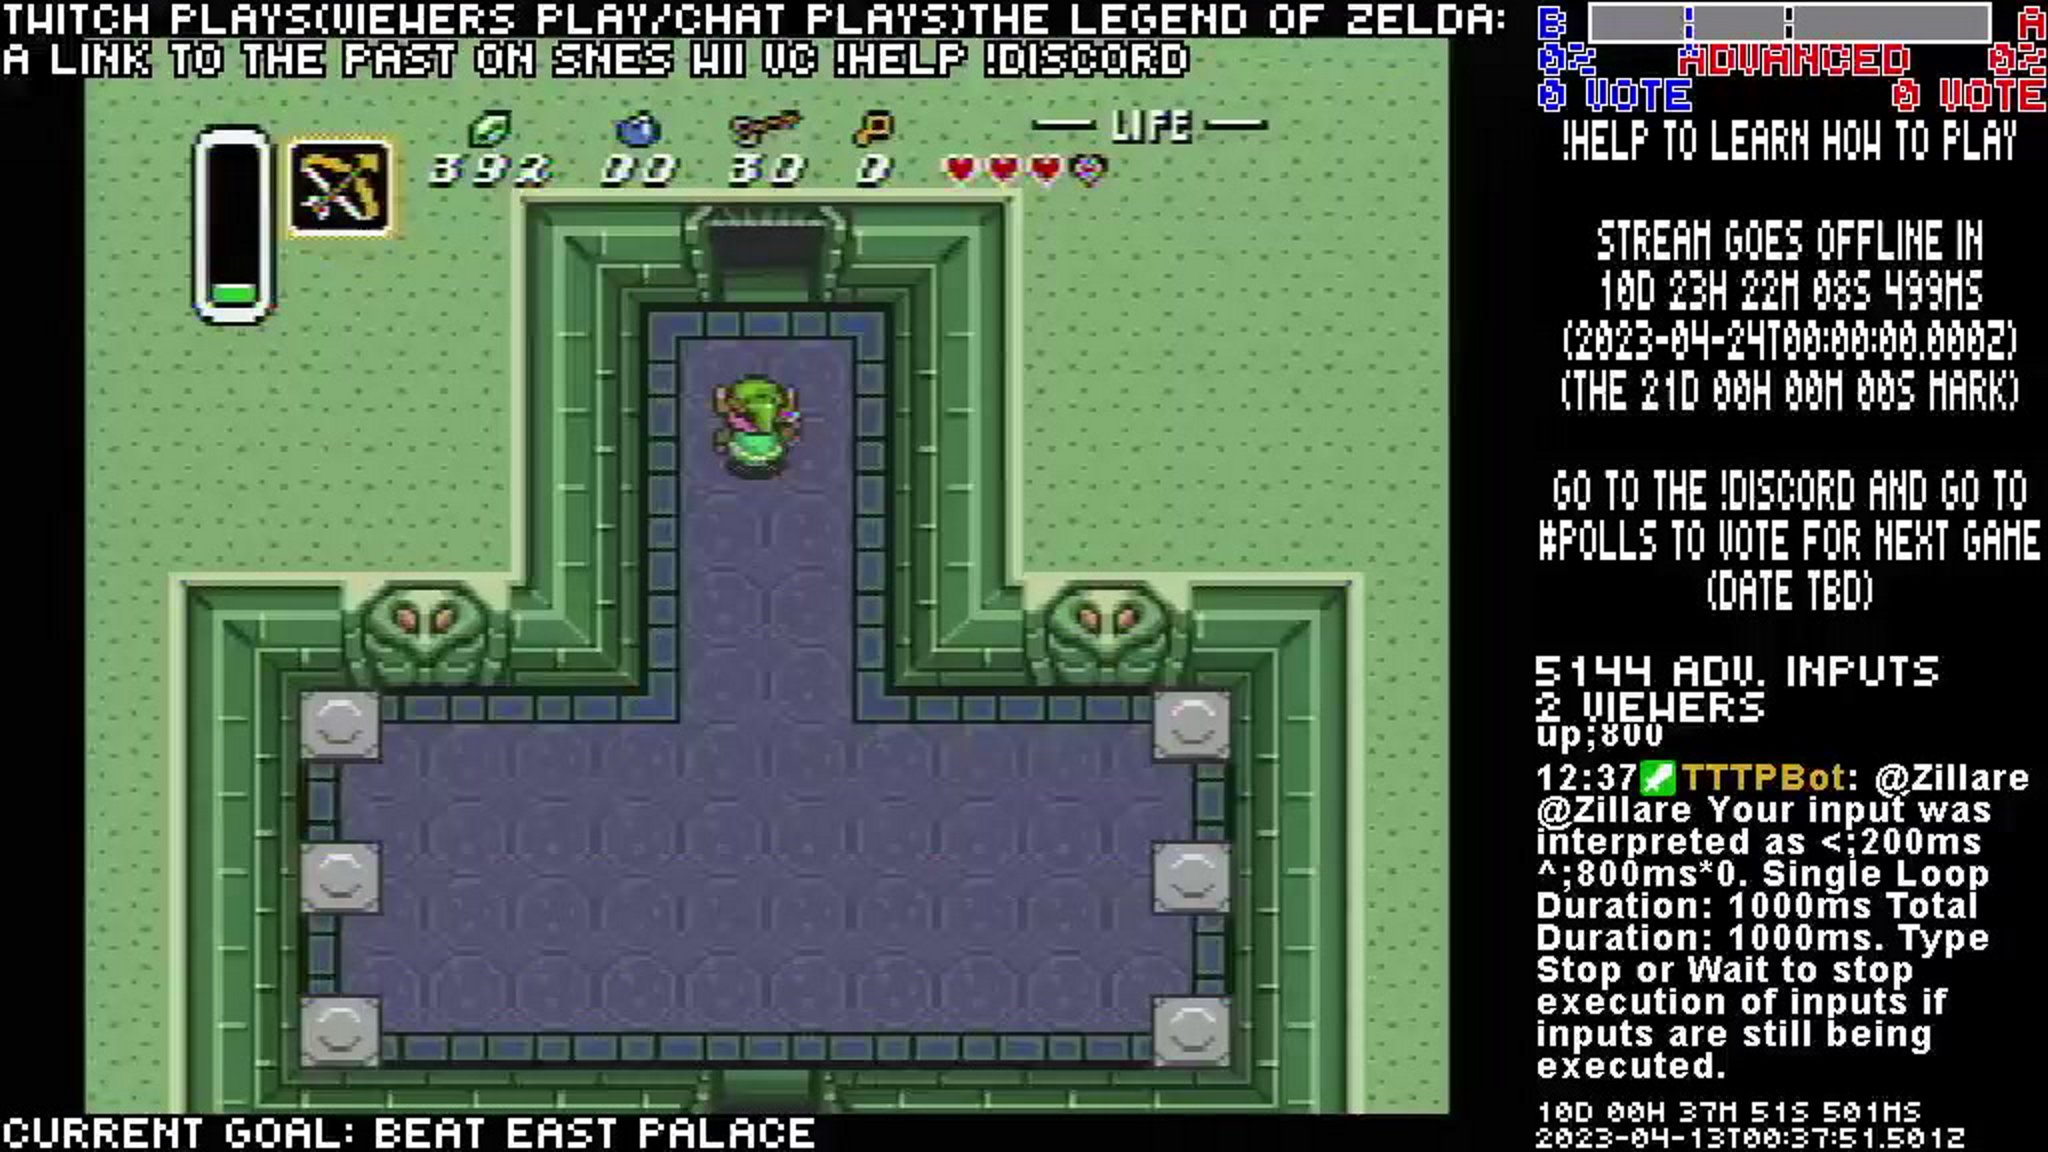 TWITCH PLAYS(VIEWERS PLAY/CHAT PLAYS)THE LEGEND OF ZELDA:
A LINK TO THE PAST ON SNES WII VC !HELP !DISCORD
B A
0% ADVANCED 0%
0 VOTE 0 VOTE
!HELP TO LEARN HOW TO PLAY
STREAM GOES OFFLINE IN
10D 23H 22M 08S 499MS
(2023-04-24T00:00:00.000Z)
(THE 21D 00H 00M 00S MARK)
GO TO THE !DISCORD AND GO TO
#POLLS TO VOTE FOR NEXT GAME
(DATE TBD)
5144 ADV. INPUTS
2 VIEWERS
up;800
12:37 TTTPBot: @Zillare
@Zillare Your input was
interpreted as <;200ms
^;800ms*0. Single Loop
Duration: 1000ms Total
Duration: 1000ms. Type
Stop or Wait to stop
execution of inputs if
inputs are still being
executed.
10D 00H 37M 51S 501MS
2023-04-13T00:37:51.501Z
LIFE
392 00 30 0
CURRENT GOAL: BEAT EAST PALACE